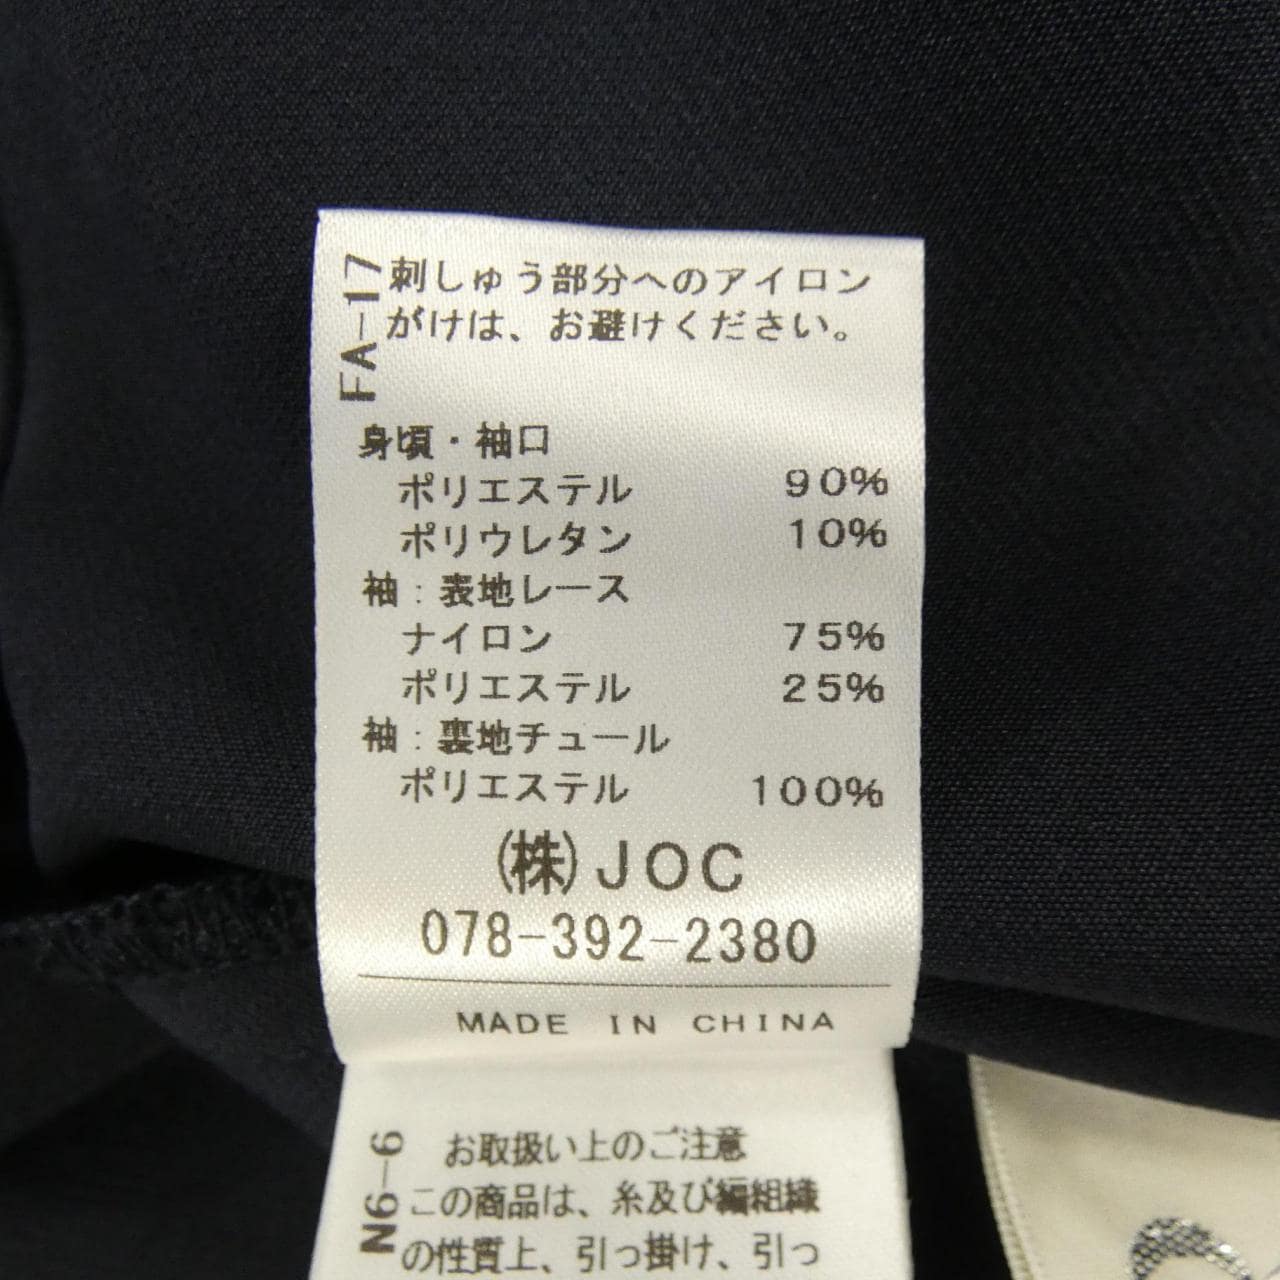 FA-17
刺しゅう部分へのアイロン
がけは、お避けください。
身頃・袖口
ポリエステル 90%
ポリウレタン 10%
袖:表地レース
ナイロン 75%
ポリエステル 25%
袖:裏地チュール
ポリエステル 100%
(株)JOC
078-392-2380
MADE IN CHINA
N6-6
お取扱い上のご注意
この商品は、糸及び編組織
の性質上、引っ掛け、引っ